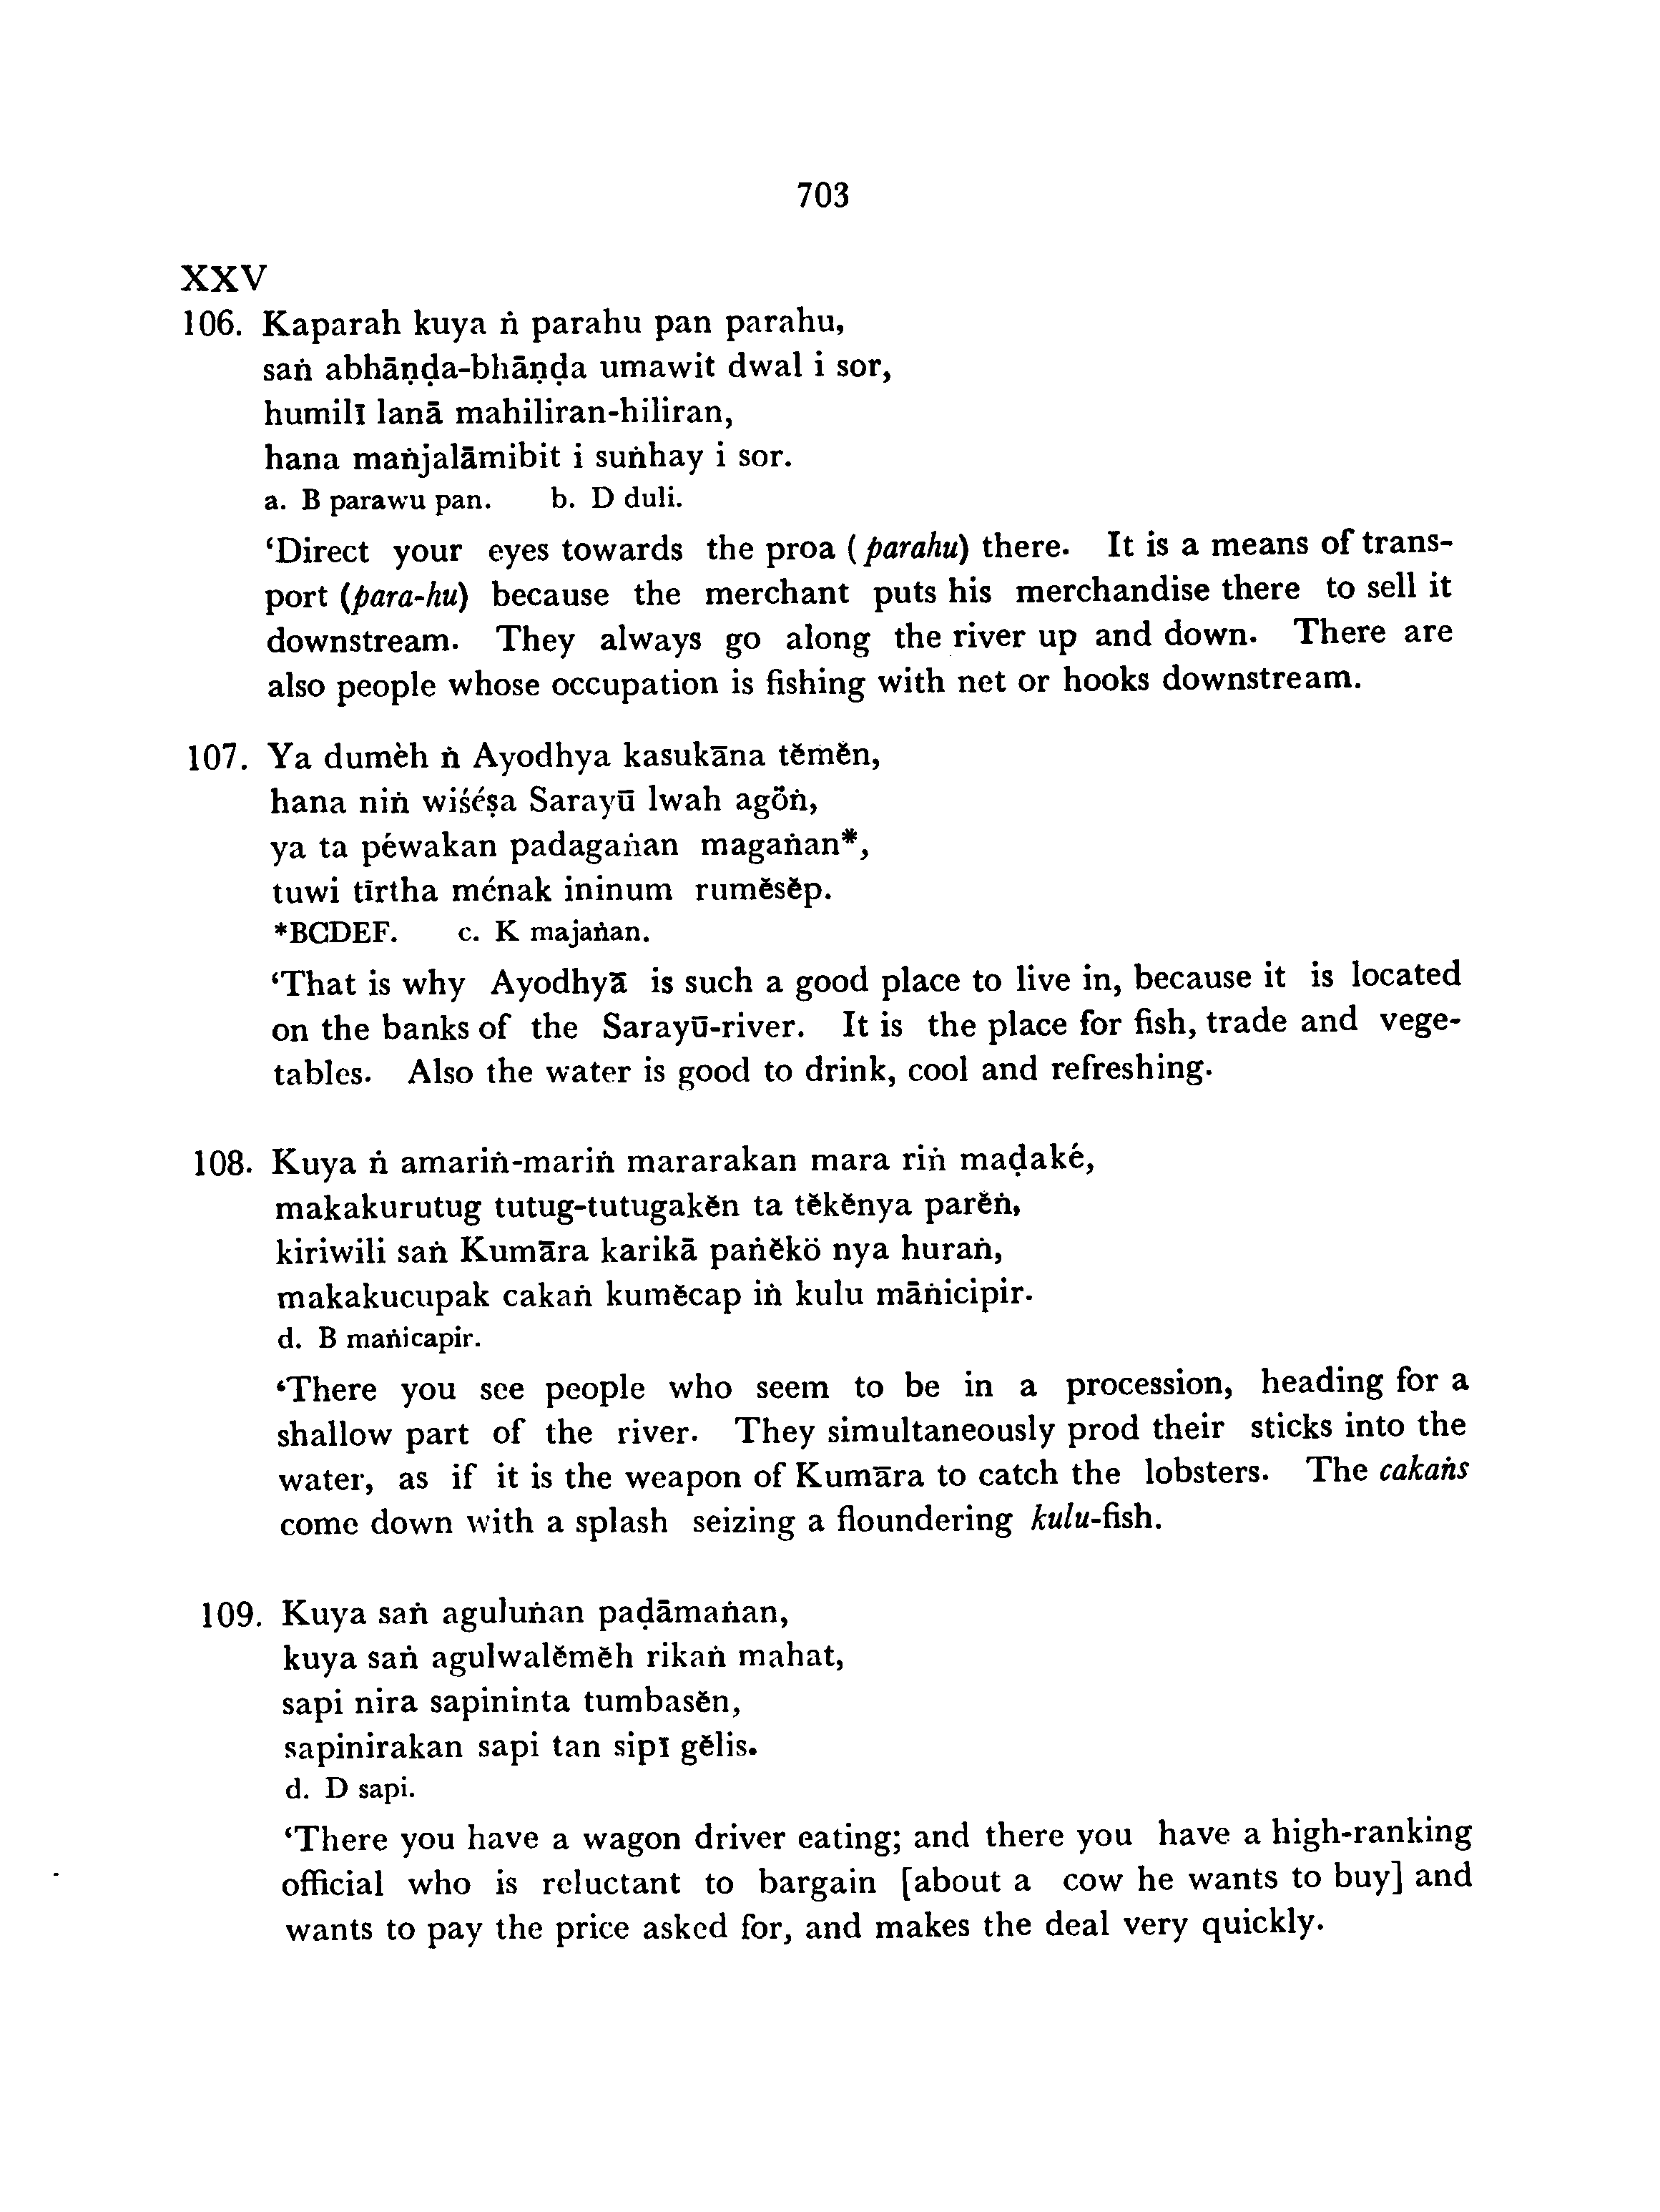 703
XXV
106. Kaparah kuya ṅ parahu pan parahu,
saṅ abhāṇḍa-bhāṇḍa umawit dwal i sor,
humilī lanā mahiliran-hiliran,
hana maṅjalāmibit i suṅhay i sor.
a. B parawu pan. b. D duli.
‘Direct your eyes towards the proa (parahu) there. It is a means of trans-
port (para-hu) because the merchant puts his merchandise there to sell it
downstream. They always go along the river up and down. There are
also people whose occupation is fishing with net or hooks downstream.
107. Ya dumèh ṅ Ayodhya kasukāna tĕmĕn,
hana niṅ wiśéṣa Sarayū lwah agöṅ,
ya ta péwakan padagaṅan magaṅan*,
tuwi tīrtha ménak ininum rumĕsĕp.
*BCDEF. c. K majaṅan.
‘That is why Ayodhyā is such a good place to live in, because it is located
on the banks of the Sarayū-river. It is the place for fish, trade and vege-
tables. Also the water is good to drink, cool and refreshing.
108. Kuya ṅ amariṅ-mariṅ mararakan mara riṅ maḍaké,
makakurutug tutug-tutugakĕn ta tĕkĕnya parĕṅ,
kiriwili saṅ Kumāra karikā paṅĕkö nya huraṅ,
makakucupak cakaṅ kumĕcap iṅ kulu māṅicipir.
d. B maṅicapir.
‘There you see people who seem to be in a procession, heading for a
shallow part of the river. They simultaneously prod their sticks into the
water, as if it is the weapon of Kumāra to catch the lobsters. The cakaṅs
come down with a splash seizing a floundering kulu-fish.
109. Kuya saṅ aguluṅan paḍāmaṅan,
kuya saṅ agulwalĕmĕh rikaṅ mahat,
sapi nira sapininta tumbasĕn,
sapinirakan sapi tan sipī gĕlis.
d. D sapi.
‘There you have a wagon driver eating; and there you have a high-ranking
official who is reluctant to bargain [about a cow he wants to buy] and
wants to pay the price asked for, and makes the deal very quickly.